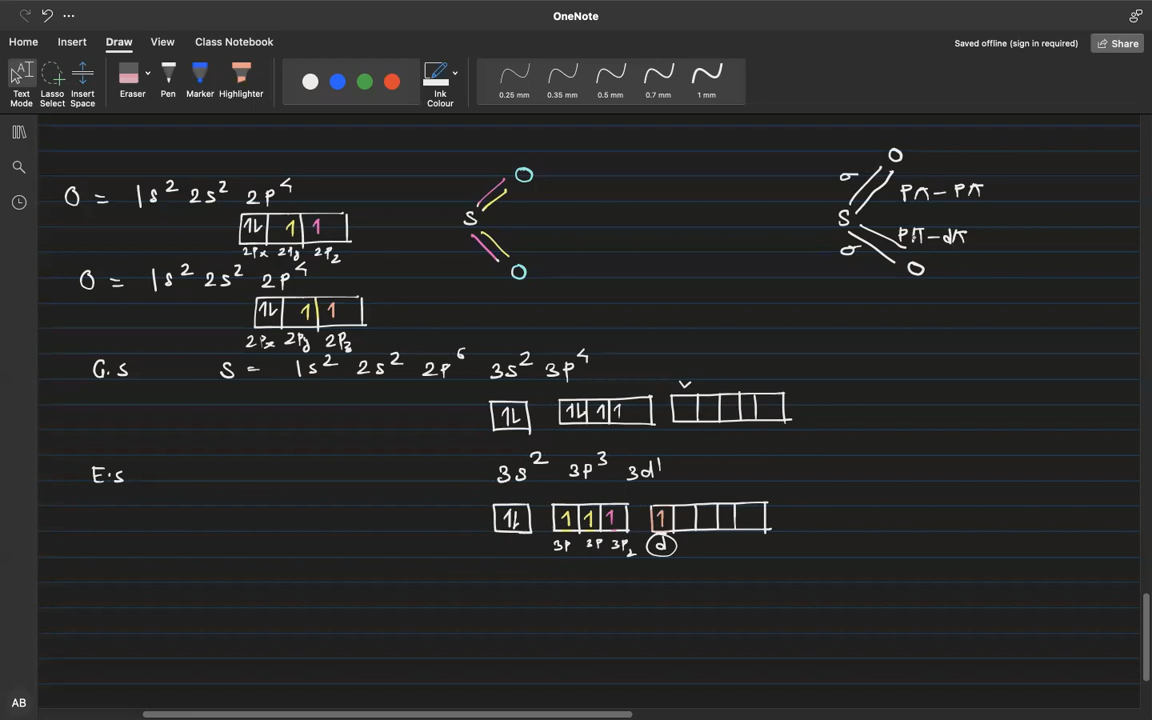 OneNote
Home Insert Draw View Class Notebook
Saved offline (sign in required) Share
Text Mode Lasso Select Insert Space Eraser Pen Marker Highlighter Ink Colour 0.25 mm 0.35 mm 0.5 mm 0.7 mm 1 mm
O = 1s² 2s² 2p⁴
↑↓ ↑ ↑
2Px 2Py 2Pz
O = 1s² 2s² 2p⁴
↑↓ ↑ ↑
2Px 2Py 2Pz
S O O
S O O σ σ
Pπ-Pπ
Pπ-dπ
G.S S = 1s² 2s² 2p⁶ 3s² 3p⁴
↑↓ ↑↓ ↑ ↑
E.S 3s² 3p³ 3d¹
↑↓ ↑ ↑ ↑ ↑
3P 3P 3Pz d
AB